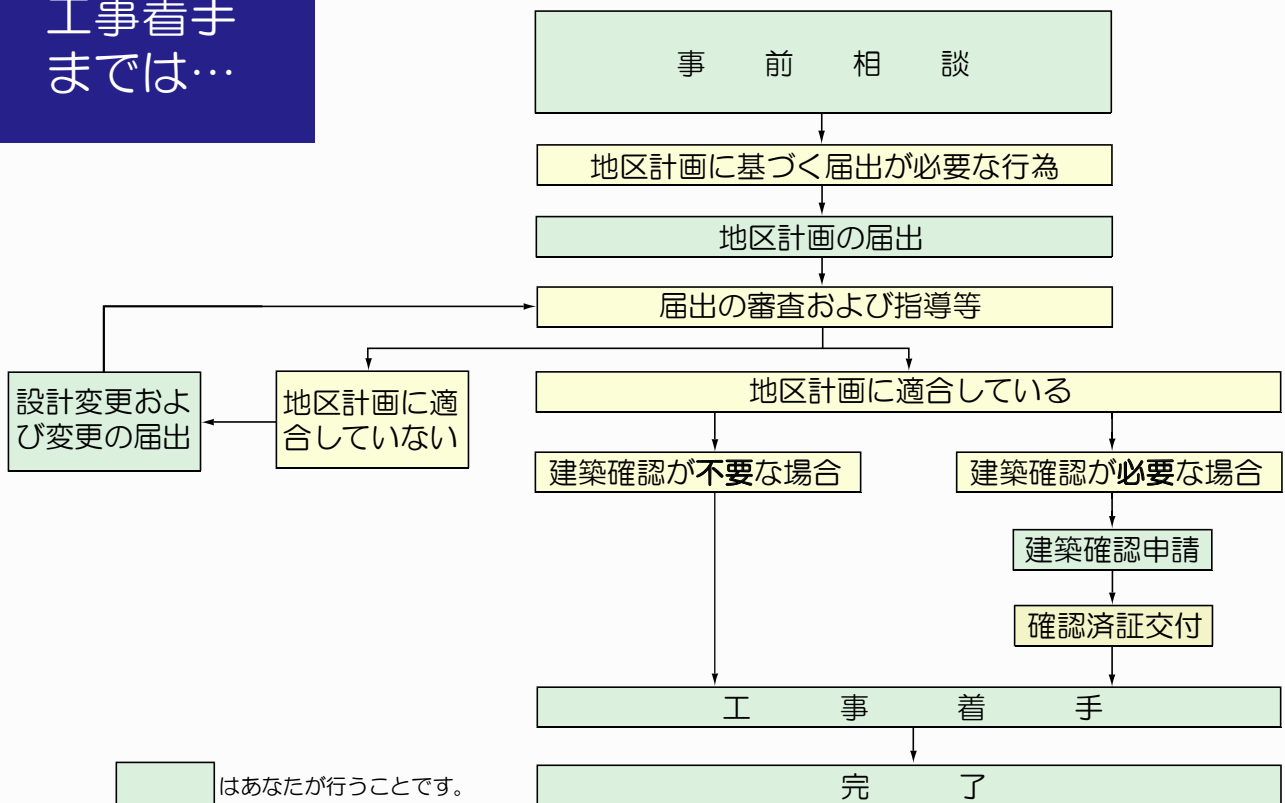 工事着手
までは…
事前相談
地区計画に基づく届出が必要な行為
地区計画の届出
届出の審査および指導等
設計変更およ
び変更の届出
地区計画に適
合していない
地区計画に適合している
建築確認が不要な場合
建築確認が必要な場合
建築確認申請
確認済証交付
工事着手
はあなたが行うことです。
完了